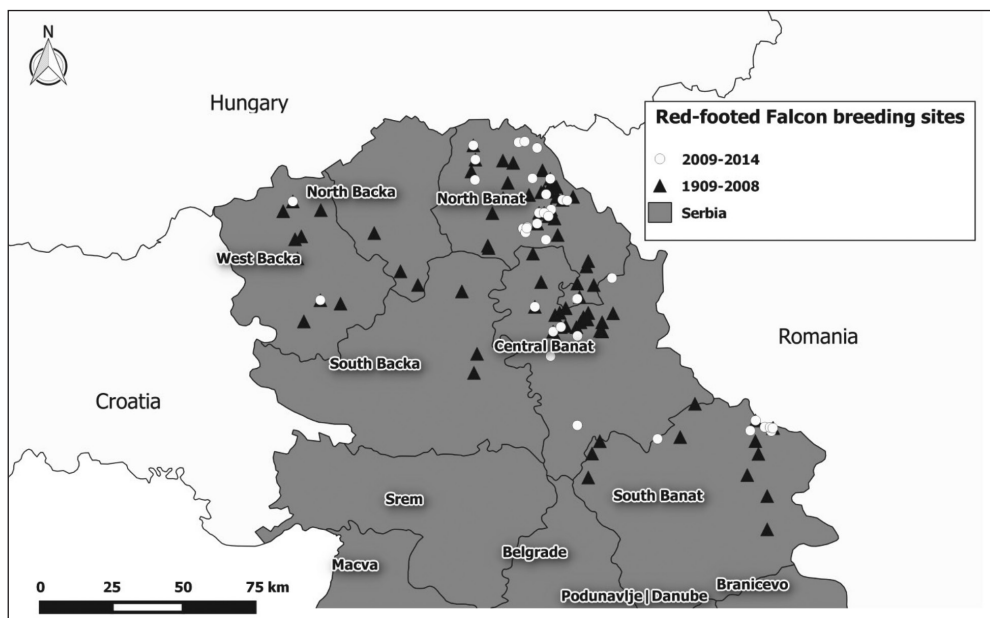 N
Hungary
Red-footed Falcon breeding sites
2009-2014
1909-2008
Serbia
North Backa
North Banat
West Backa
Romania
Central Banat
South Backa
Croatia
South Banat
Srem
Belgrade
Macva
Branicevo
Podunavlje | Danube
0 25 50 75 km